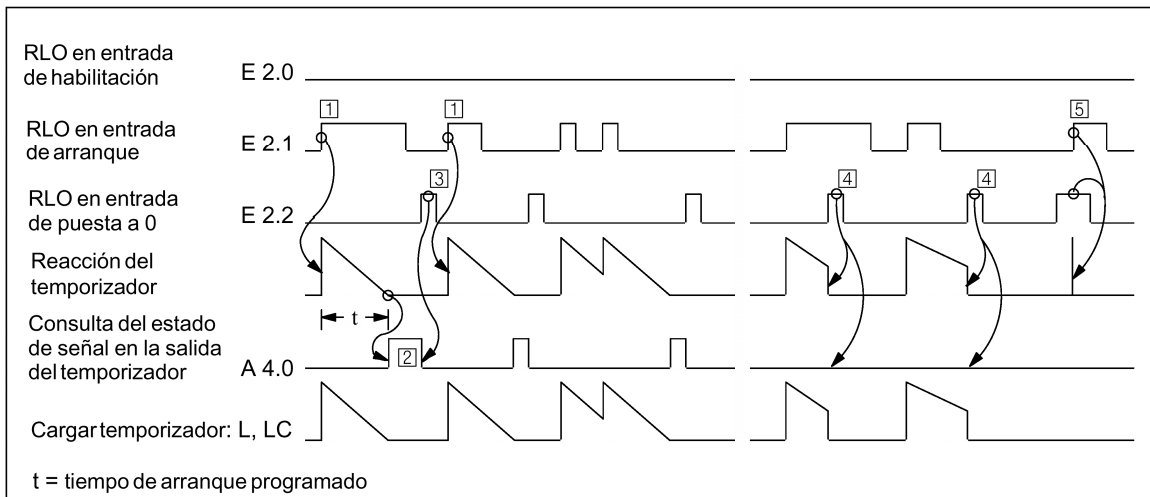 RLO en entrada
de habilitación
E 2.0
1
1
5
RLO en entrada
de arranque
E 2.1
3
4
4
RLO en entrada
de puesta a 0
E 2.2
Reacción del
temporizador
t
Consulta del estado
de señal en la salida
del temporizador
A 4.0
2
Cargar temporizador: L, LC
t = tiempo de arranque programado